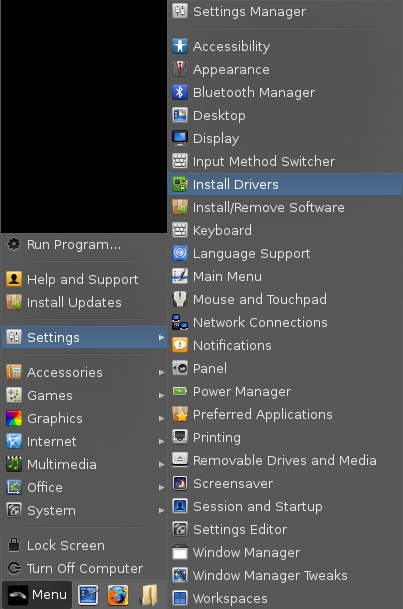 Settings Manager
Accessibility
Appearance
Bluetooth Manager
Desktop
Display
Input Method Switcher
Install Drivers
Install/Remove Software
Keyboard
Language Support
Main Menu
Mouse and Touchpad
Network Connections
Notifications
Panel
Power Manager
Preferred Applications
Printing
Removable Drives and Media
Screensaver
Session and Startup
Settings Editor
Window Manager
Window Manager Tweaks
Workspaces
Run Program...
Help and Support
Install Updates
Settings
Accessories
Games
Graphics
Internet
Multimedia
Office
System
Lock Screen
Turn Off Computer
Menu